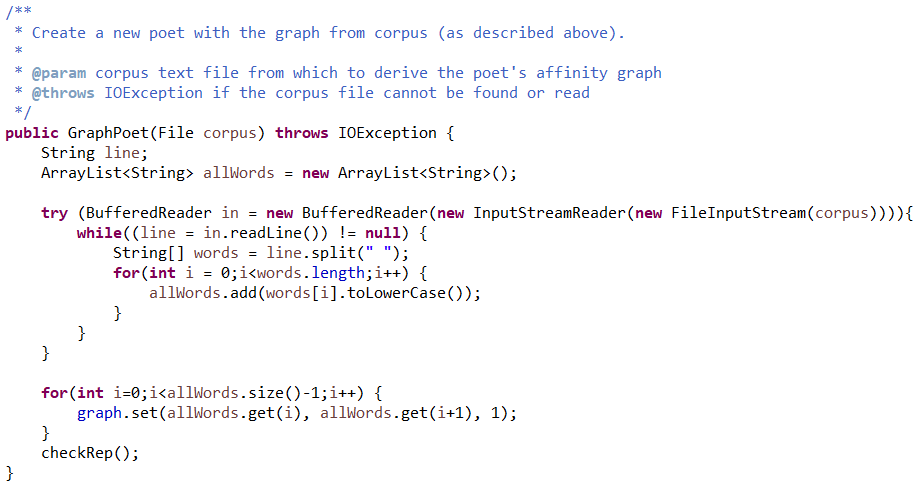 /**
 * Create a new poet with the graph from corpus (as described above).
 *
 * @param corpus text file from which to derive the poet's affinity graph
 * @throws IOException if the corpus file cannot be found or read
 */
public GraphPoet(File corpus) throws IOException {
    String line;
    ArrayList<String> allWords = new ArrayList<String>();

    try (BufferedReader in = new BufferedReader(new InputStreamReader(new FileInputStream(corpus)))){
        while((line = in.readLine()) != null) {
            String[] words = line.split(" ");
            for(int i = 0;i<words.length;i++) {
                allWords.add(words[i].toLowerCase());
            }
        }
    }

    for(int i=0;i<allWords.size()-1;i++) {
        graph.set(allWords.get(i), allWords.get(i+1), 1);
    }
    checkRep();
}